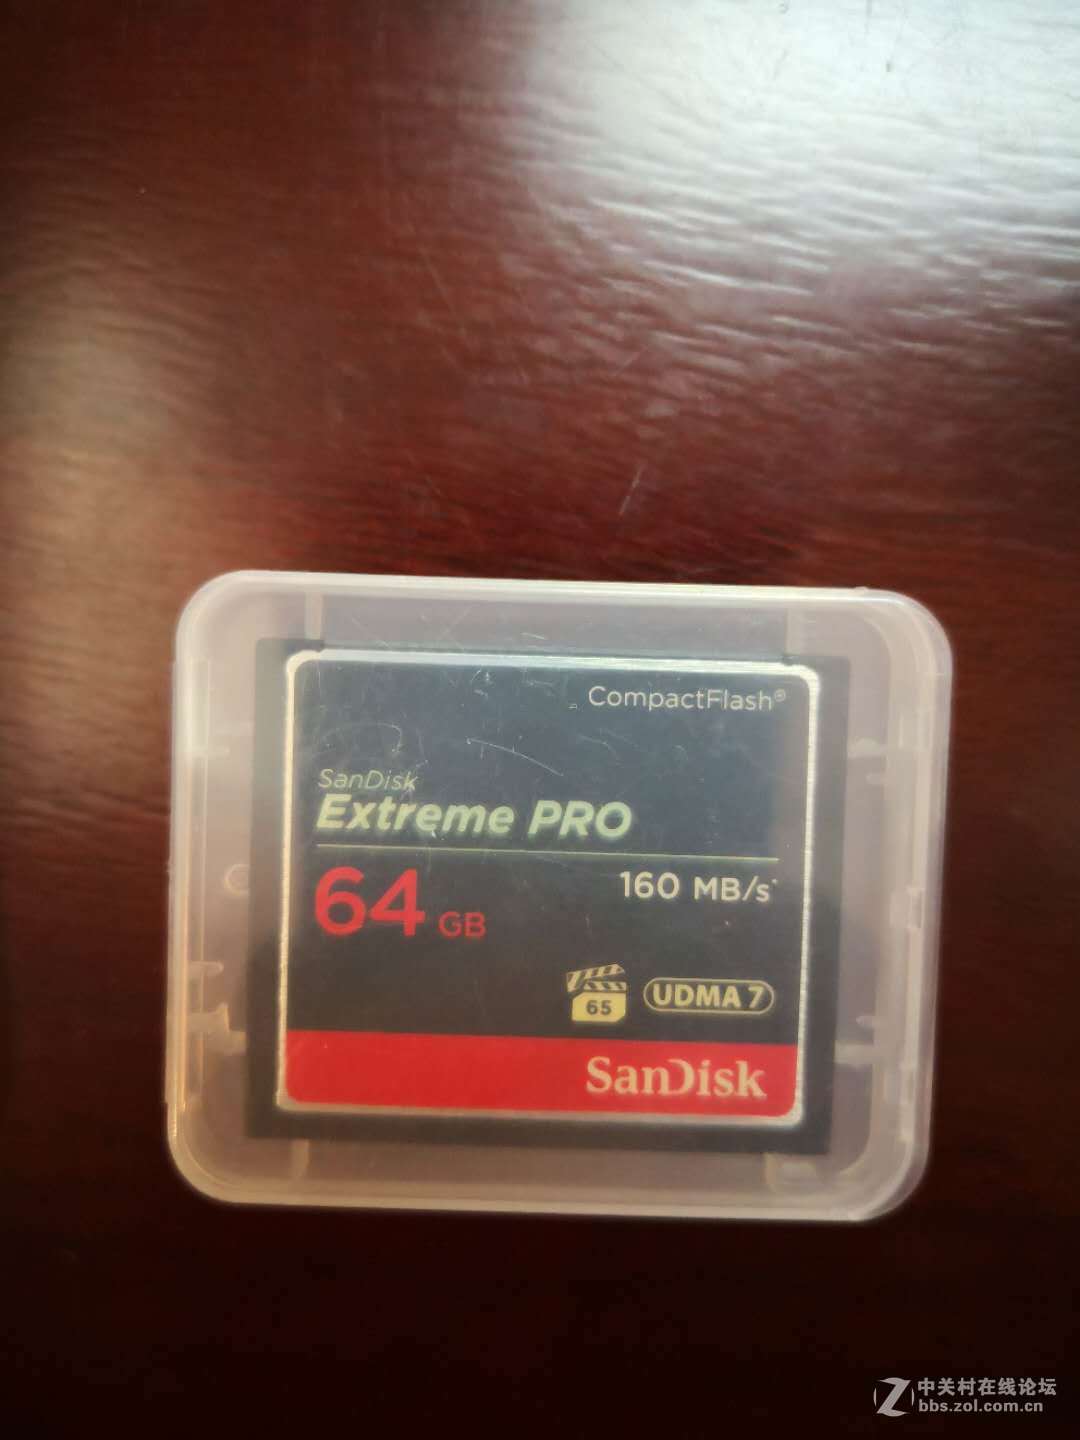 CompactFlash®
SanDisk
Extreme PRO
64 GB
160 MB/s*
65
UDMA 7
SanDisk
Z 中关村在线论坛
bbs.zol.com.cn